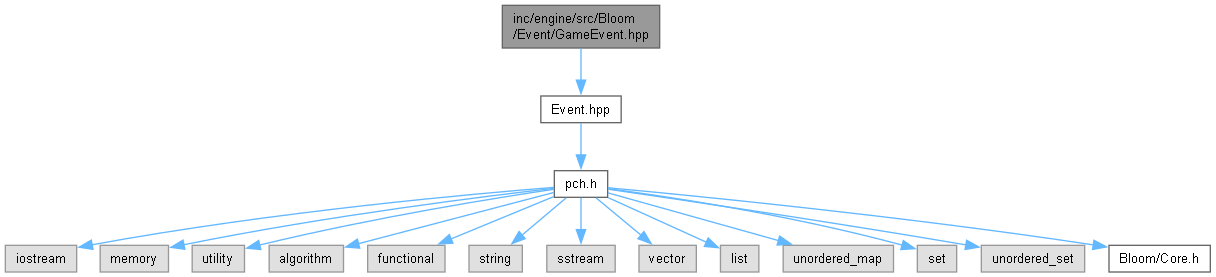 inc/engine/src/Bloom
/Event/GameEvent.hpp
Event.hpp
pch.h
iostream
memory
utility
algorithm
functional
string
sstream
vector
list
unordered_map
set
unordered_set
Bloom/Core.h